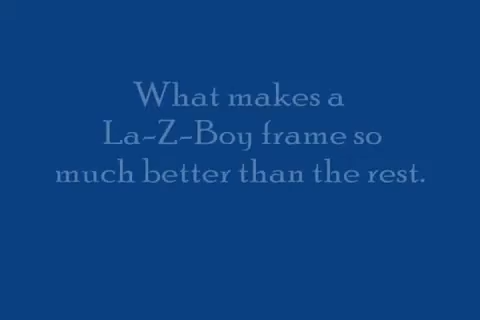 What makes a
La-Z-Boy frame so
much better than the rest.